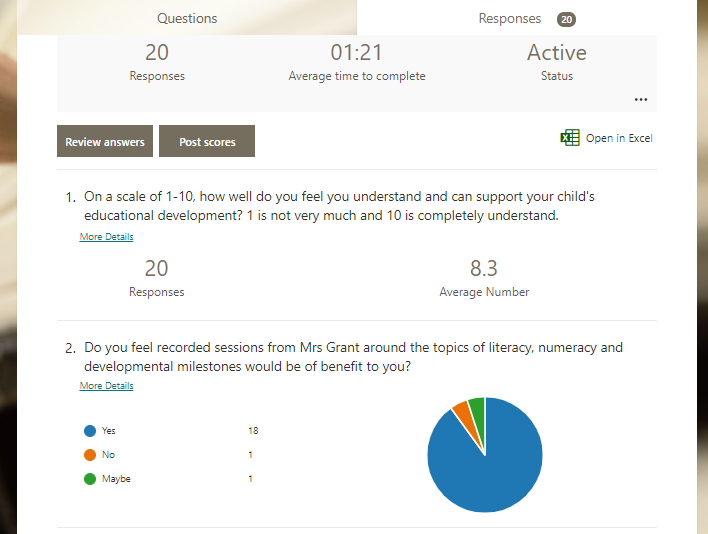 Questions
Responses 20
20
Responses
01:21
Average time to complete
Active
Status
Review answers
Post scores
Open in Excel
1. On a scale of 1-10, how well do you feel you understand and can support your child's
educational development? 1 is not very much and 10 is completely understand.
More Details
20
Responses
8.3
Average Number
2. Do you feel recorded sessions from Mrs Grant around the topics of literacy, numeracy and
developmental milestones would be of benefit to you?
More Details
Yes 18
No 1
Maybe 1